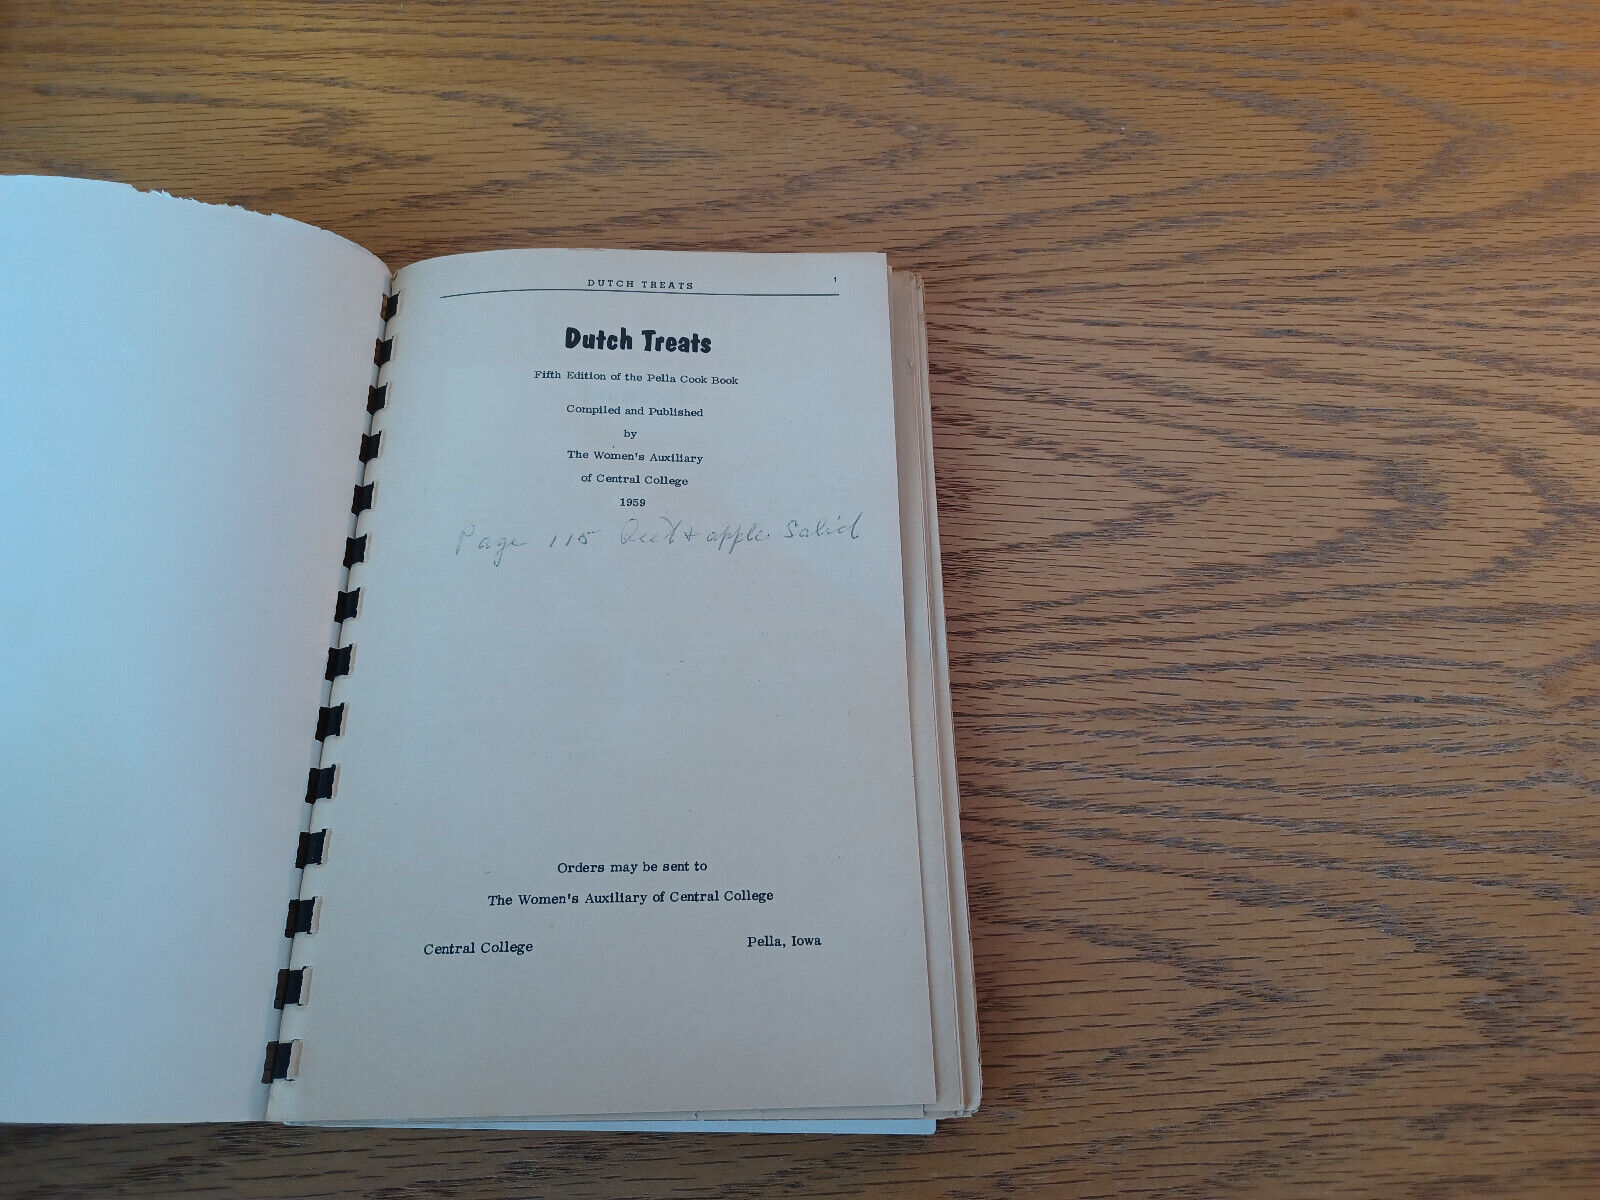 DUTCH TREATS 1
Dutch Treats
Fifth Edition of the Pella Cook Book
Compiled and Published
by
The Women's Auxiliary
of Central College
1959
Page 115 & apple Salid
Orders may be sent to
The Women's Auxiliary of Central College
Central College Pella, Iowa